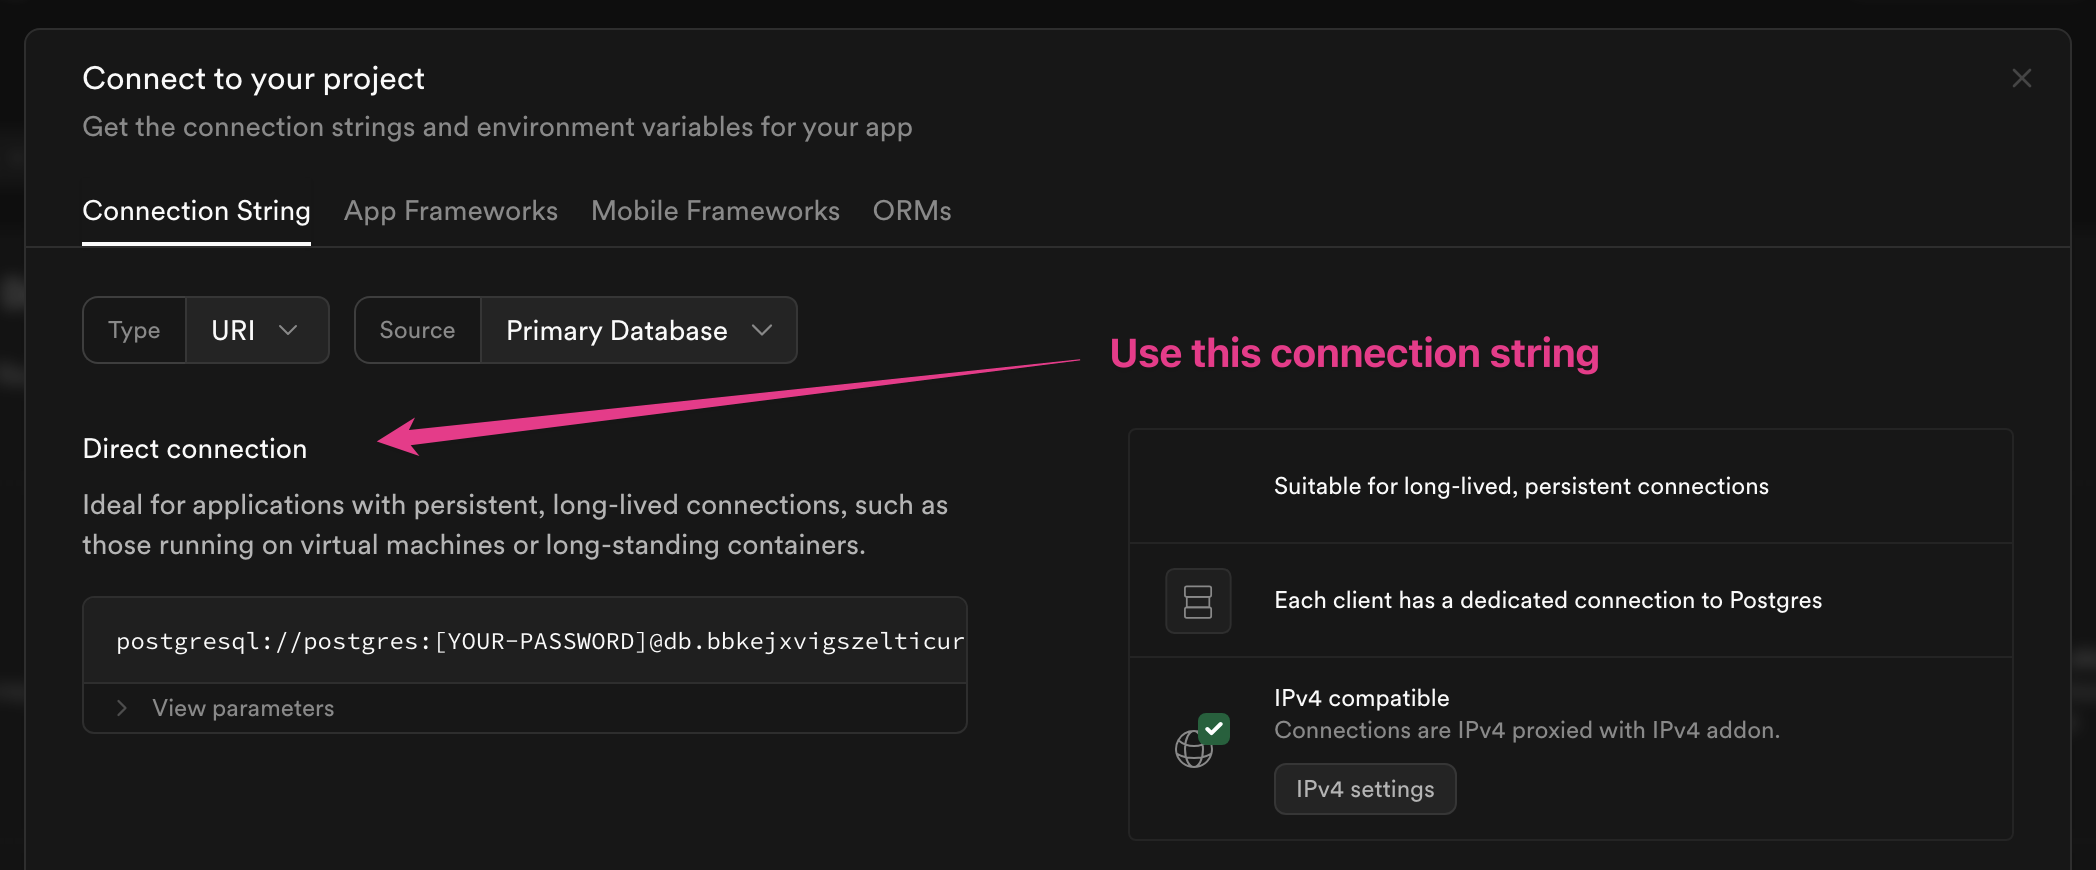 Connect to your project
Get the connection strings and environment variables for your app
Connection String App Frameworks Mobile Frameworks ORMs
Type URI Source Primary Database
Use this connection string
Direct connection
Ideal for applications with persistent, long-lived connections, such as
those running on virtual machines or long-standing containers.
postgresql://postgres:[YOUR-PASSWORD]@db.bbkejxvigszelticur
View parameters
Suitable for long-lived, persistent connections
Each client has a dedicated connection to Postgres
IPv4 compatible
Connections are IPv4 proxied with IPv4 addon.
IPv4 settings